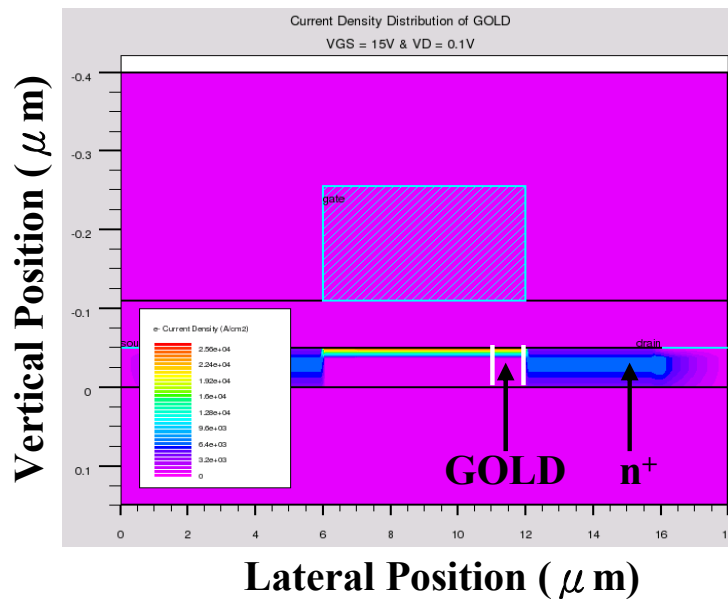 Current Density Distribution of GOLD
VGS = 15V & VD = 0.1V
Vertical Position ( μ m)
-0.4
-0.3
-0.2
-0.1
0
0.1
gate
sou
drain
e- Current Density (A/cm2)
2.56e+04
2.24e+04
1.92e+04
1.6e+04
1.28e+04
9.6e+03
6.4e+03
3.2e+03
0
GOLD
n+
0 2 4 6 8 10 12 14 16
Lateral Position ( μ m)